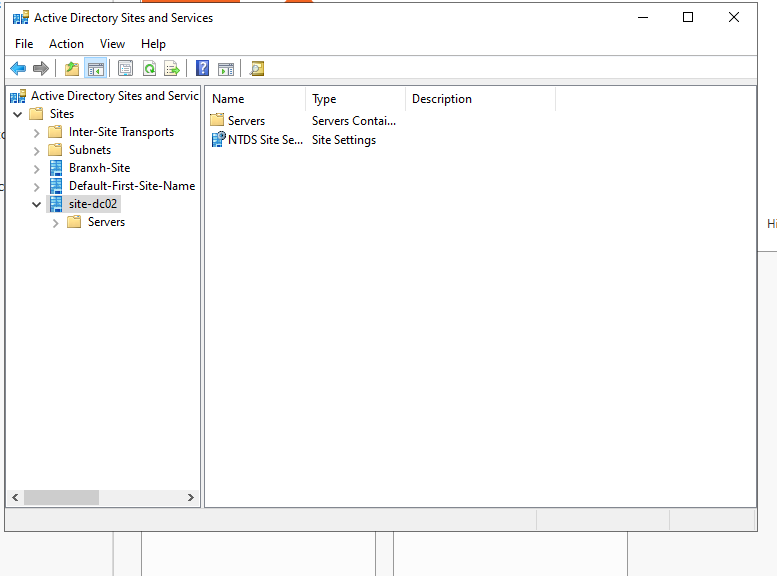 Active Directory Sites and Services
File Action View Help
Active Directory Sites and Servic
Sites
Inter-Site Transports
Subnets
Branxh-Site
Default-First-Site-Name
site-dc02
Servers
Name Type Description
Servers Servers Contai...
NTDS Site Se... Site Settings
Hi